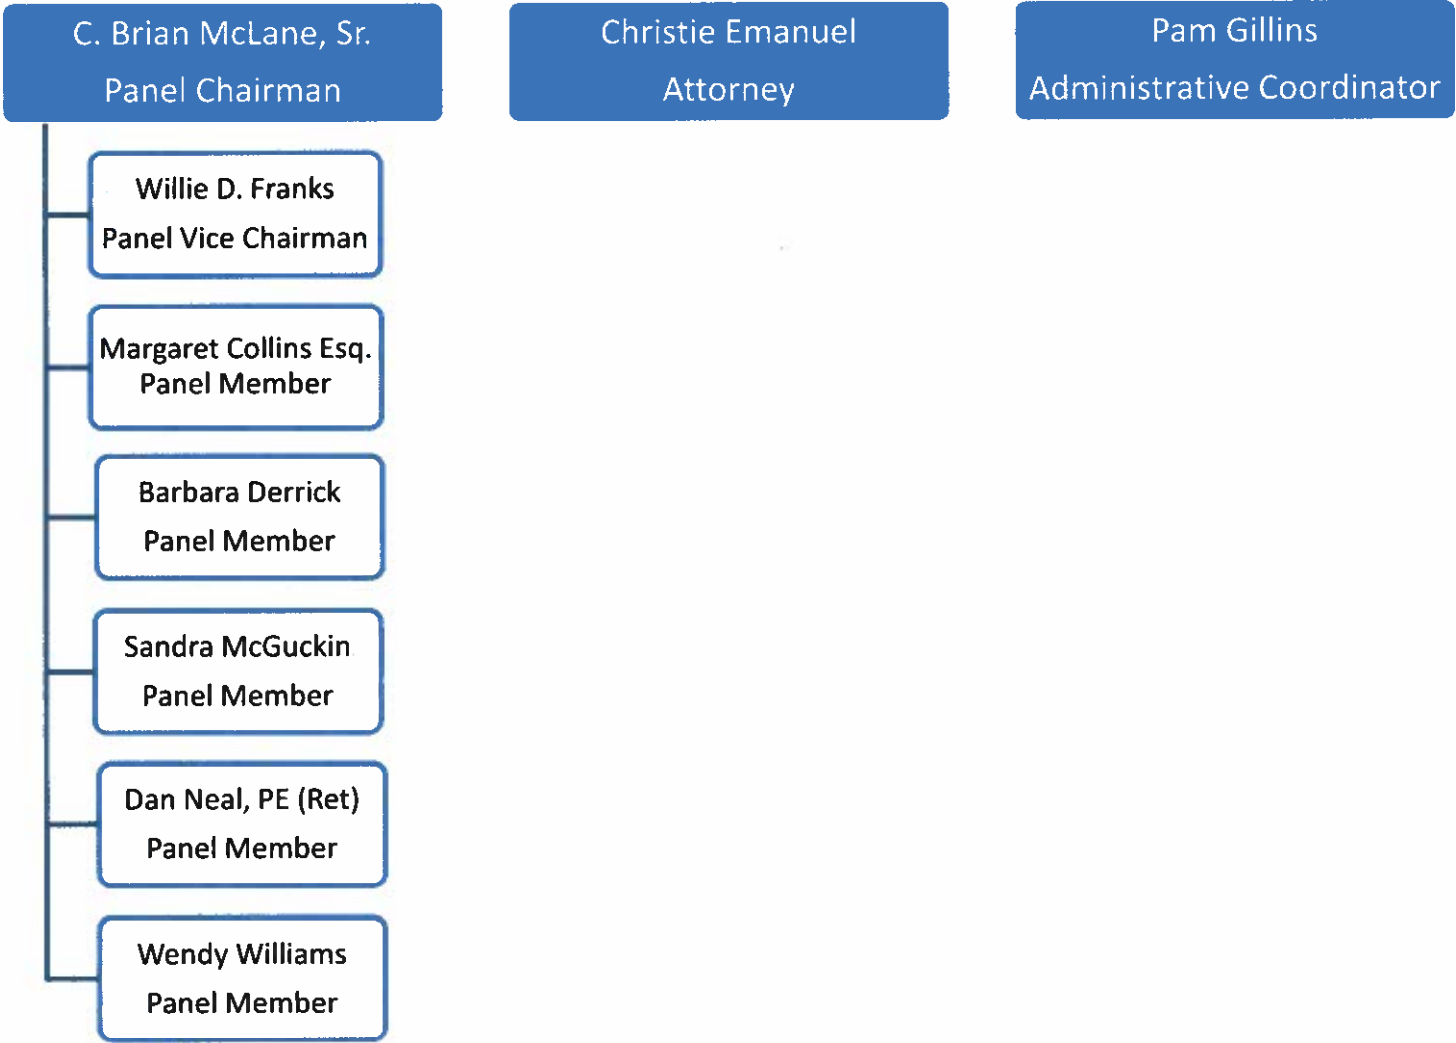 C. Brian McLane, Sr.
Panel Chairman
Christie Emanuel
Attorney
Pam Gillins
Administrative Coordinator
Willie D. Franks
Panel Vice Chairman
Margaret Collins Esq.
Panel Member
Barbara Derrick
Panel Member
Sandra McGuckin
Panel Member
Dan Neal, PE (Ret)
Panel Member
Wendy Williams
Panel Member